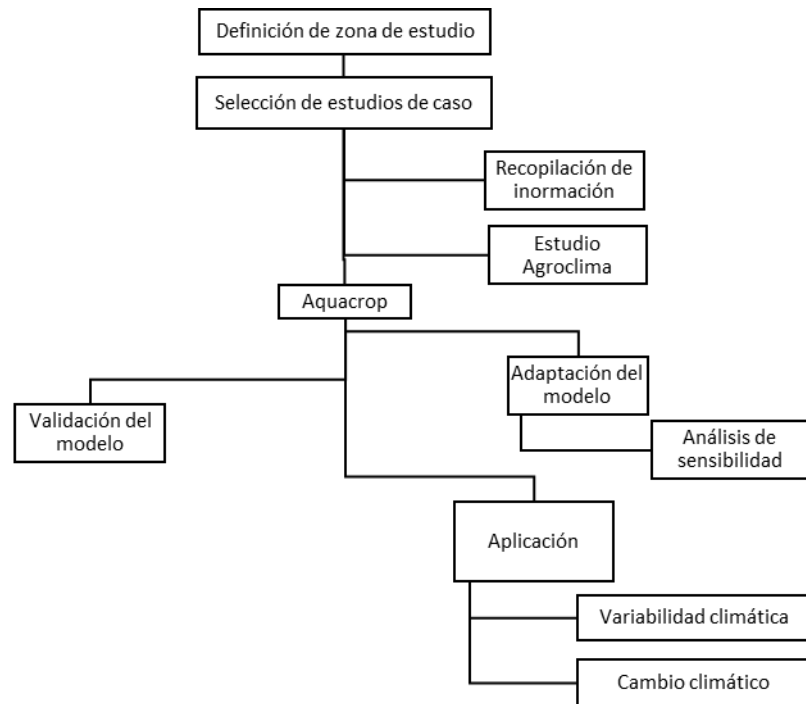 Definición de zona de estudio
Selección de estudios de caso
Recopilación de
inormación
Estudio
Agroclima
Aquacrop
Adaptación del
modelo
Validación del
modelo
Análisis de
sensibilidad
Aplicación
Variabilidad climática
Cambio climático